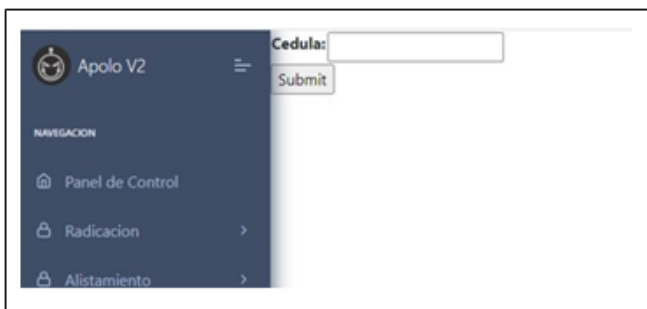 Apolo V2
NAVEGACION
Panel de Control
Radicacion
Alistamiento
Cedula:
Submit